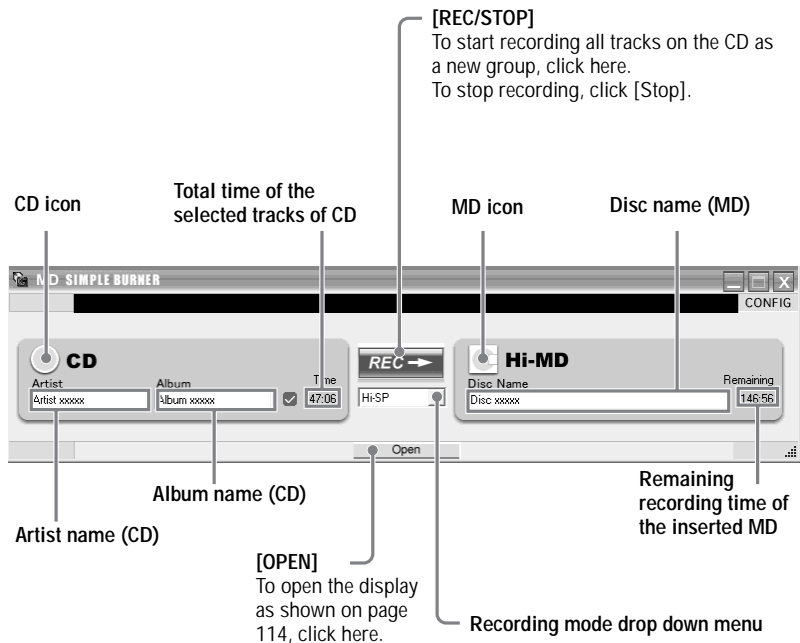 [REC/STOP]
To start recording all tracks on the CD as
a new group, click here.
To stop recording, click [Stop].
CD icon
Total time of the
selected tracks of CD
MD icon
Disc name (MD)
MD SIMPLE BURNER
CONFIG
CD
Artist
Album
Time
Artist xxxxx
Album xxxxx
47:06
REC
Hi-SP
Hi-MD
Disc Name
Remaining
Disc xxxxx
146:56
Open
Album name (CD)
Artist name (CD)
[OPEN]
To open the display
as shown on page
114, click here.
Recording mode drop down menu
Remaining
recording time of
the inserted MD